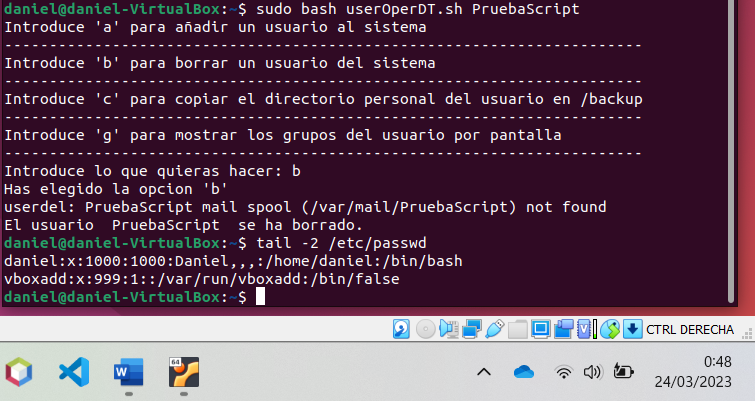 daniel@daniel-VirtualBox:~$ sudo bash userOperDT.sh PruebaScript
Introduce 'a' para añadir un usuario al sistema
----------------------------------------------------------------------
Introduce 'b' para borrar un usuario del sistema
----------------------------------------------------------------------
Introduce 'c' para copiar el directorio personal del usuario en /backup
----------------------------------------------------------------------
Introduce 'g' para mostrar los grupos del usuario por pantalla
----------------------------------------------------------------------
Introduce lo que quieras hacer: b
Has elegido la opcion 'b'
userdel: PruebaScript mail spool (/var/mail/PruebaScript) not found
El usuario  PruebaScript  se ha borrado.
daniel@daniel-VirtualBox:~$ tail -2 /etc/passwd
daniel:x:1000:1000:Daniel,,,:/home/daniel:/bin/bash
vboxadd:x:999:1::/var/run/vboxadd:/bin/false
daniel@daniel-VirtualBox:~$
CTRL DERECHA
64
0:48
24/03/2023